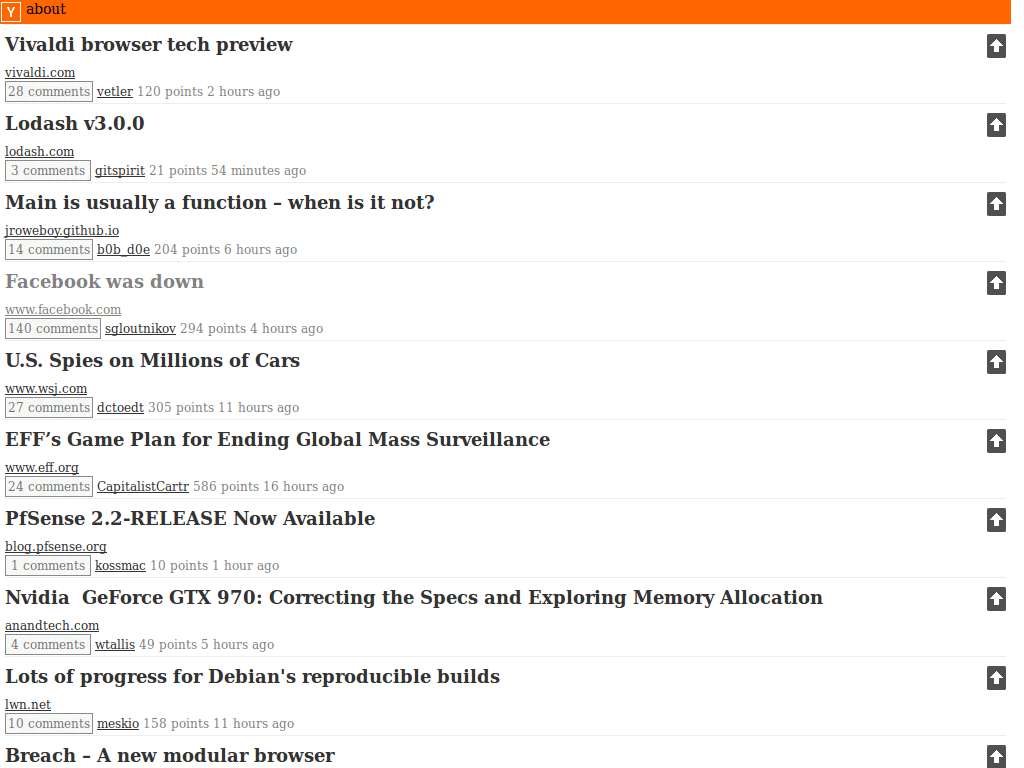 Y about
Vivaldi browser tech preview
vivaldi.com
28 comments vetler 120 points 2 hours ago
Lodash v3.0.0
lodash.com
3 comments gitspirit 21 points 54 minutes ago
Main is usually a function – when is it not?
jroweboy.github.io
14 comments b0b_d0e 204 points 6 hours ago
Facebook was down
www.facebook.com
140 comments sgloutnikov 294 points 4 hours ago
U.S. Spies on Millions of Cars
www.wsj.com
27 comments dctoedt 305 points 11 hours ago
EFF’s Game Plan for Ending Global Mass Surveillance
www.eff.org
24 comments CapitalistCartr 586 points 16 hours ago
PfSense 2.2-RELEASE Now Available
blog.pfsense.org
1 comments kossmac 10 points 1 hour ago
Nvidia  GeForce GTX 970: Correcting the Specs and Exploring Memory Allocation
anandtech.com
4 comments wtallis 49 points 5 hours ago
Lots of progress for Debian's reproducible builds
lwn.net
10 comments meskio 158 points 11 hours ago
Breach – A new modular browser